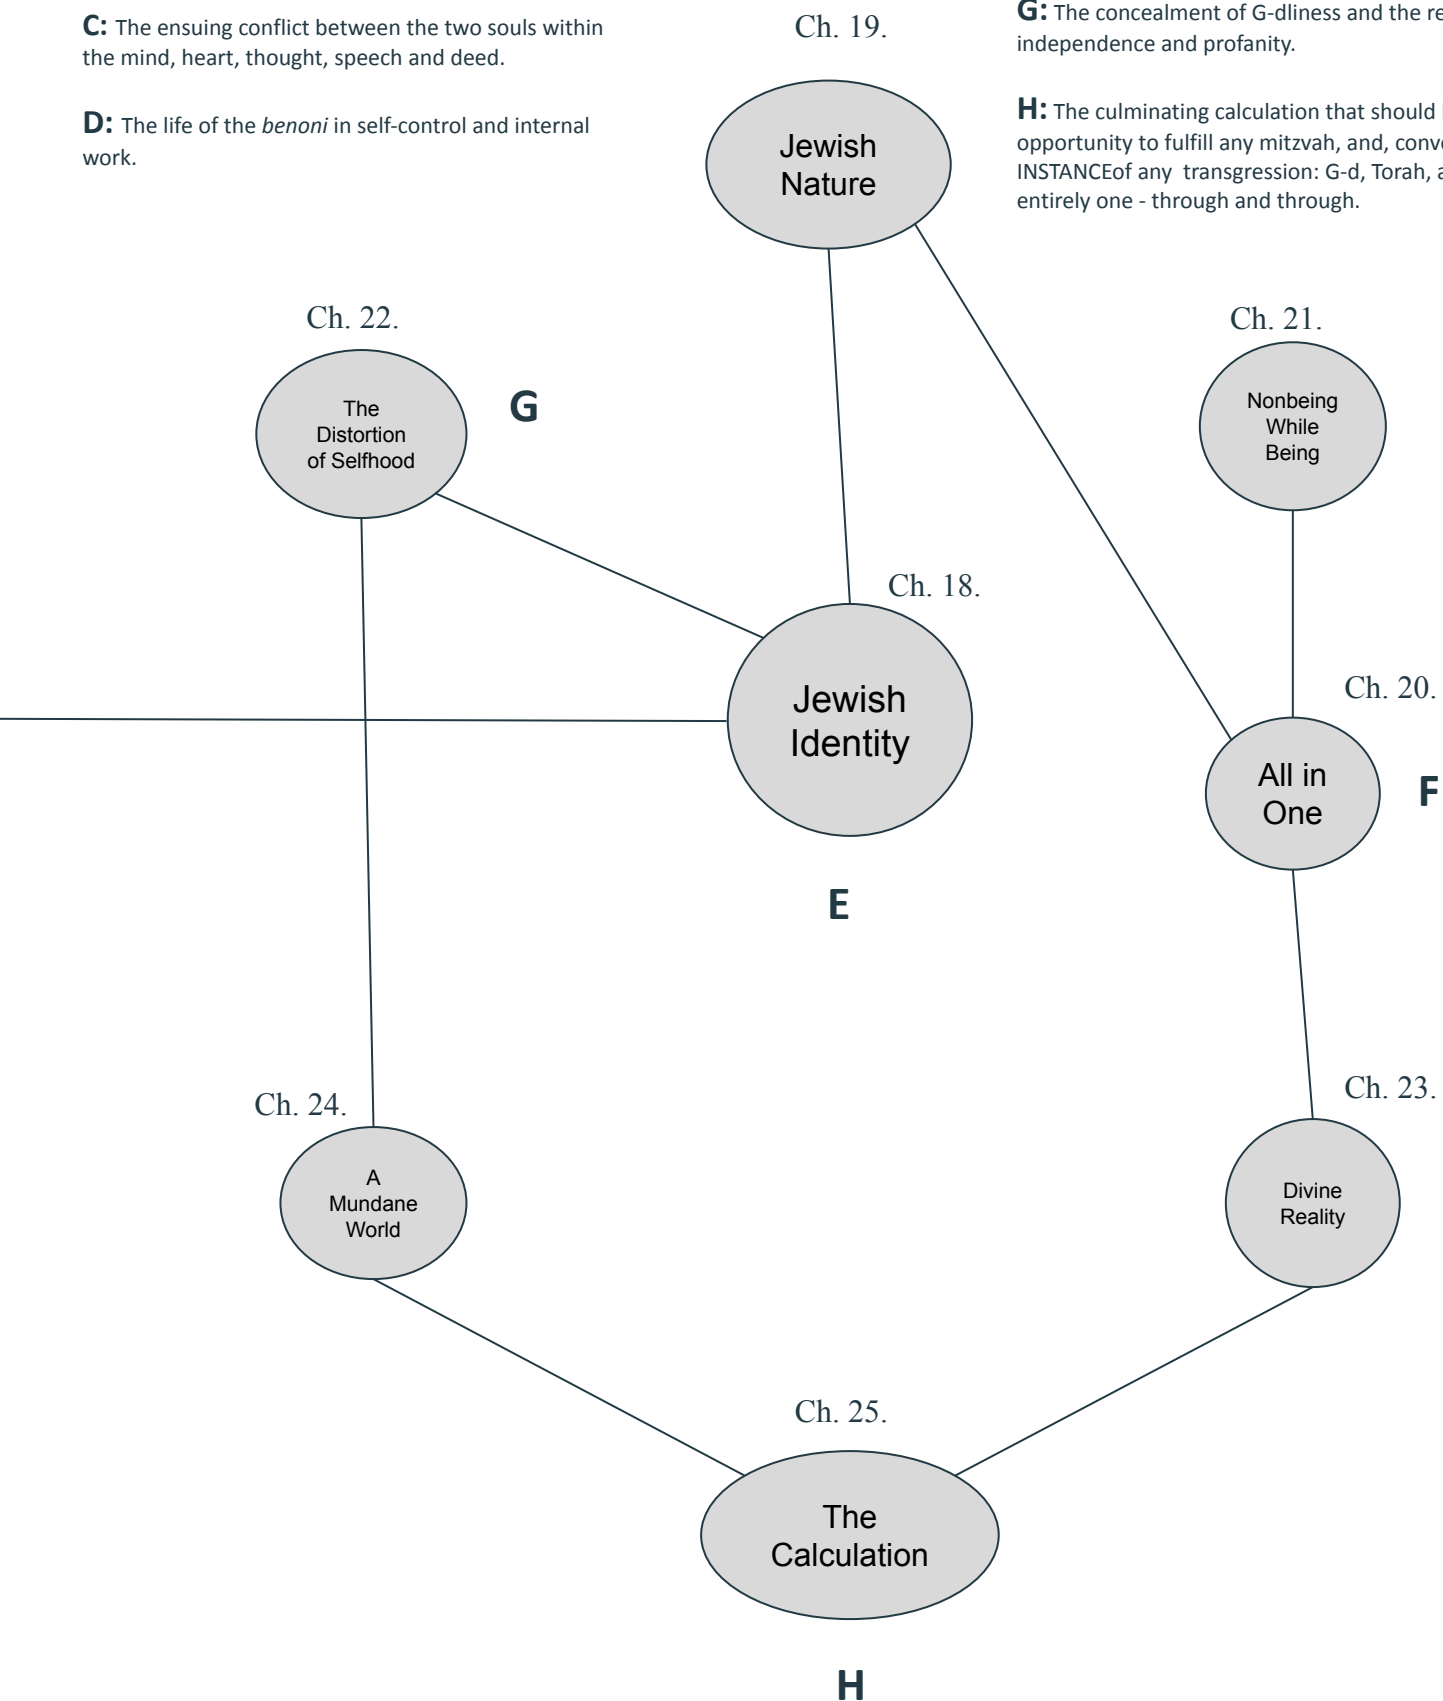 C: The ensuing conflict between the two souls within
the mind, heart, thought, speech and deed.
D: The life of the benoni in self-control and internal
work.
Ch. 19.
G: The concealment of G-dliness and the
independence and profanity.
H: The culminating calculation that should
opportunity to fulfill any mitzvah, and,
INSTANCEof any transgression: G-d, Torah,
entirely one - through and through.
Jewish
Nature
Ch. 22.
The
Distortion
of Selfhood
G
Ch. 21.
Nonbeing
While
Being
Ch. 18.
Jewish
Identity
E
Ch. 20.
All in
One
F
Ch. 24.
A
Mundane
World
Ch. 23.
Divine
Reality
Ch. 25.
The
Calculation
H